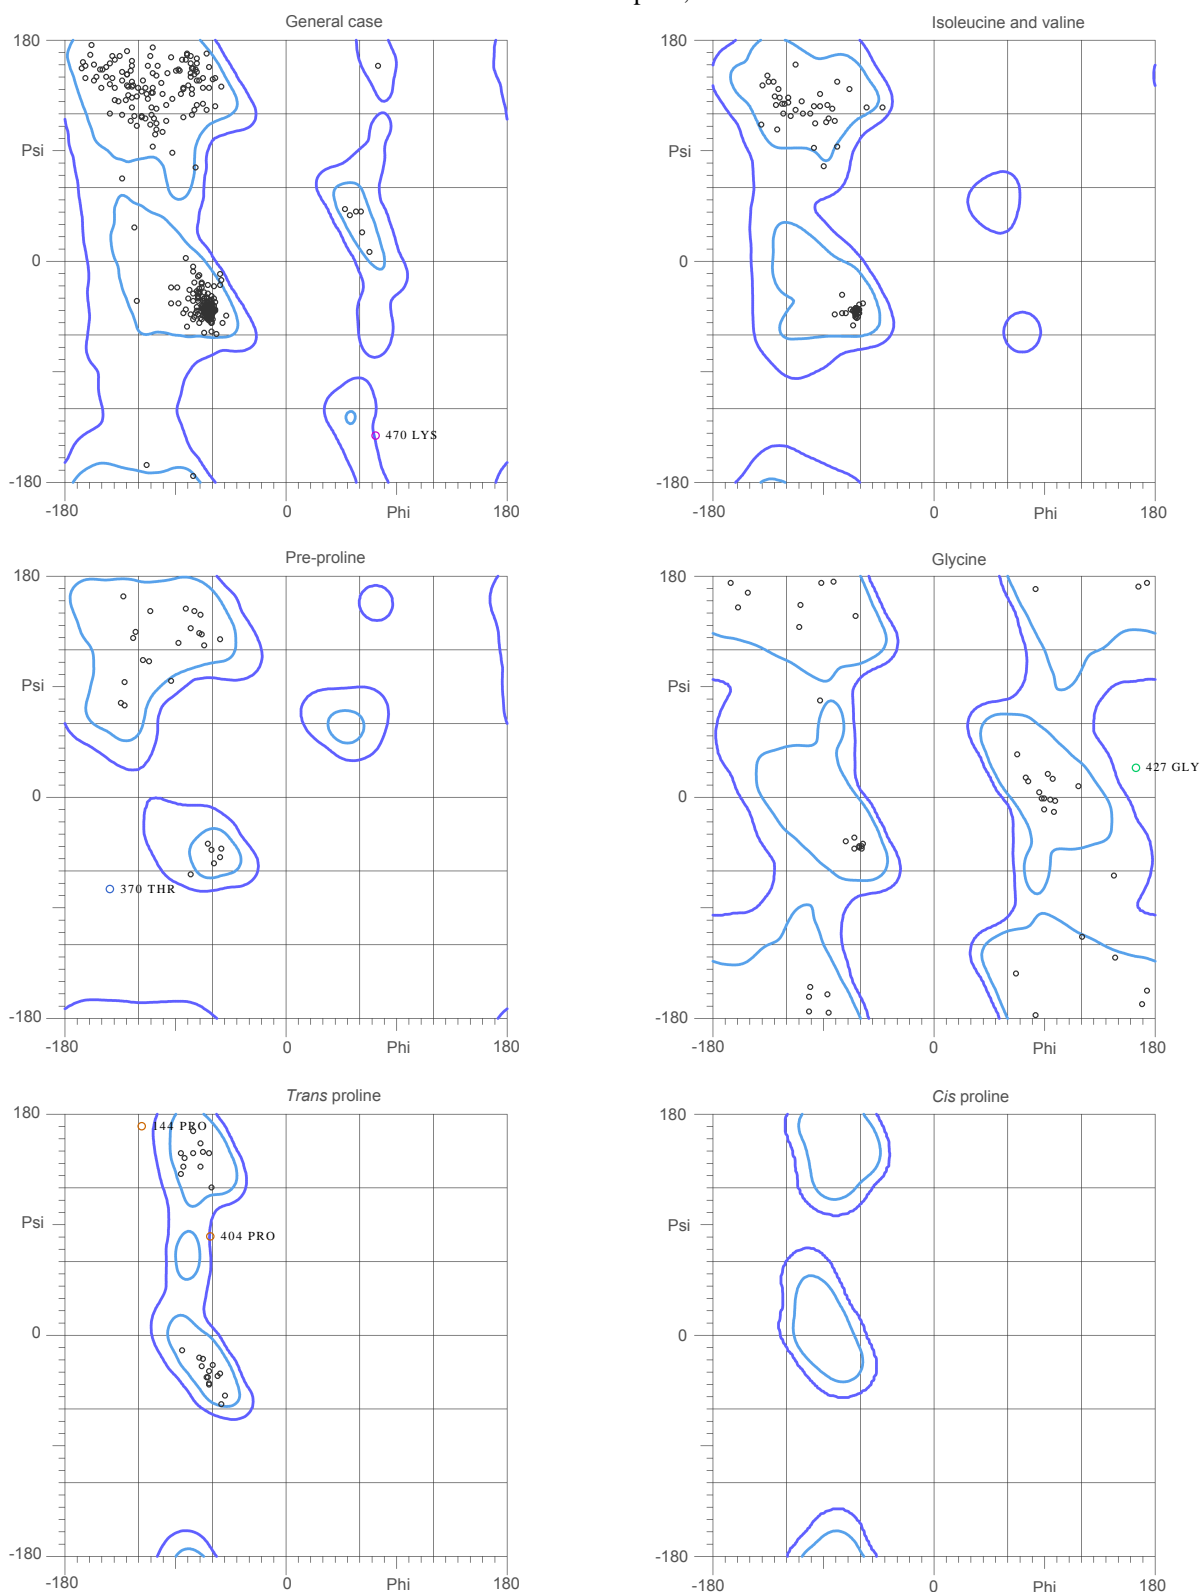 General case
180
Psi
0
-180
-180
0
Phi
180
470 LYS
Isoleucine and valine
180
Psi
0
-180
-180
0
Phi
180
Pre-proline
180
Psi
0
-180
-180
0
Phi
180
370 THR
Glycine
180
Psi
0
-180
-180
0
Phi
180
427 GLY
Trans proline
180
Psi
0
-180
-180
0
Phi
180
144 PRO
404 PRO
Cis proline
180
Psi
0
-180
-180
0
Phi
180